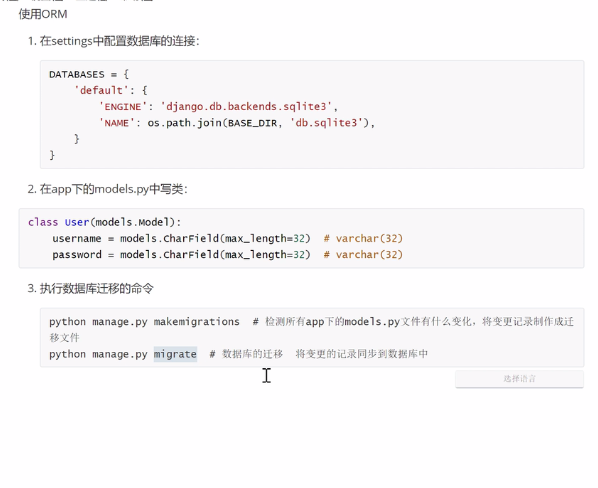 使用ORM
1. 在settings中配置数据库的连接：
DATABASES = {
'default': {
'ENGINE': 'django.db.backends.sqlite3',
'NAME': os.path.join(BASE_DIR, 'db.sqlite3'),
}
}
2. 在app下的models.py中写类：
class User(models.Model):
username = models.CharField(max_length=32)  # varchar(32)
password = models.CharField(max_length=32)  # varchar(32)
3. 执行数据库迁移的命令
python manage.py makemigrations  # 检测所有app下的models.py文件有什么变化，将变更记录制作成迁
移文件
python manage.py migrate  # 数据库的迁移  将变更的记录同步到数据库中
选择语言